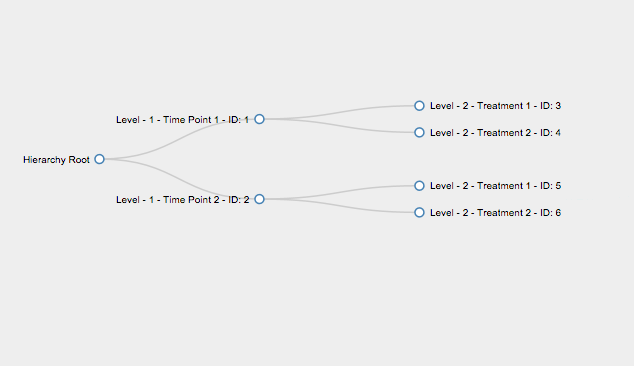 Hierarchy Root
Level - 1 - Time Point 1 - ID: 1
Level - 2 - Treatment 1 - ID: 3
Level - 2 - Treatment 2 - ID: 4
Level - 1 - Time Point 2 - ID: 2
Level - 2 - Treatment 1 - ID: 5
Level - 2 - Treatment 2 - ID: 6